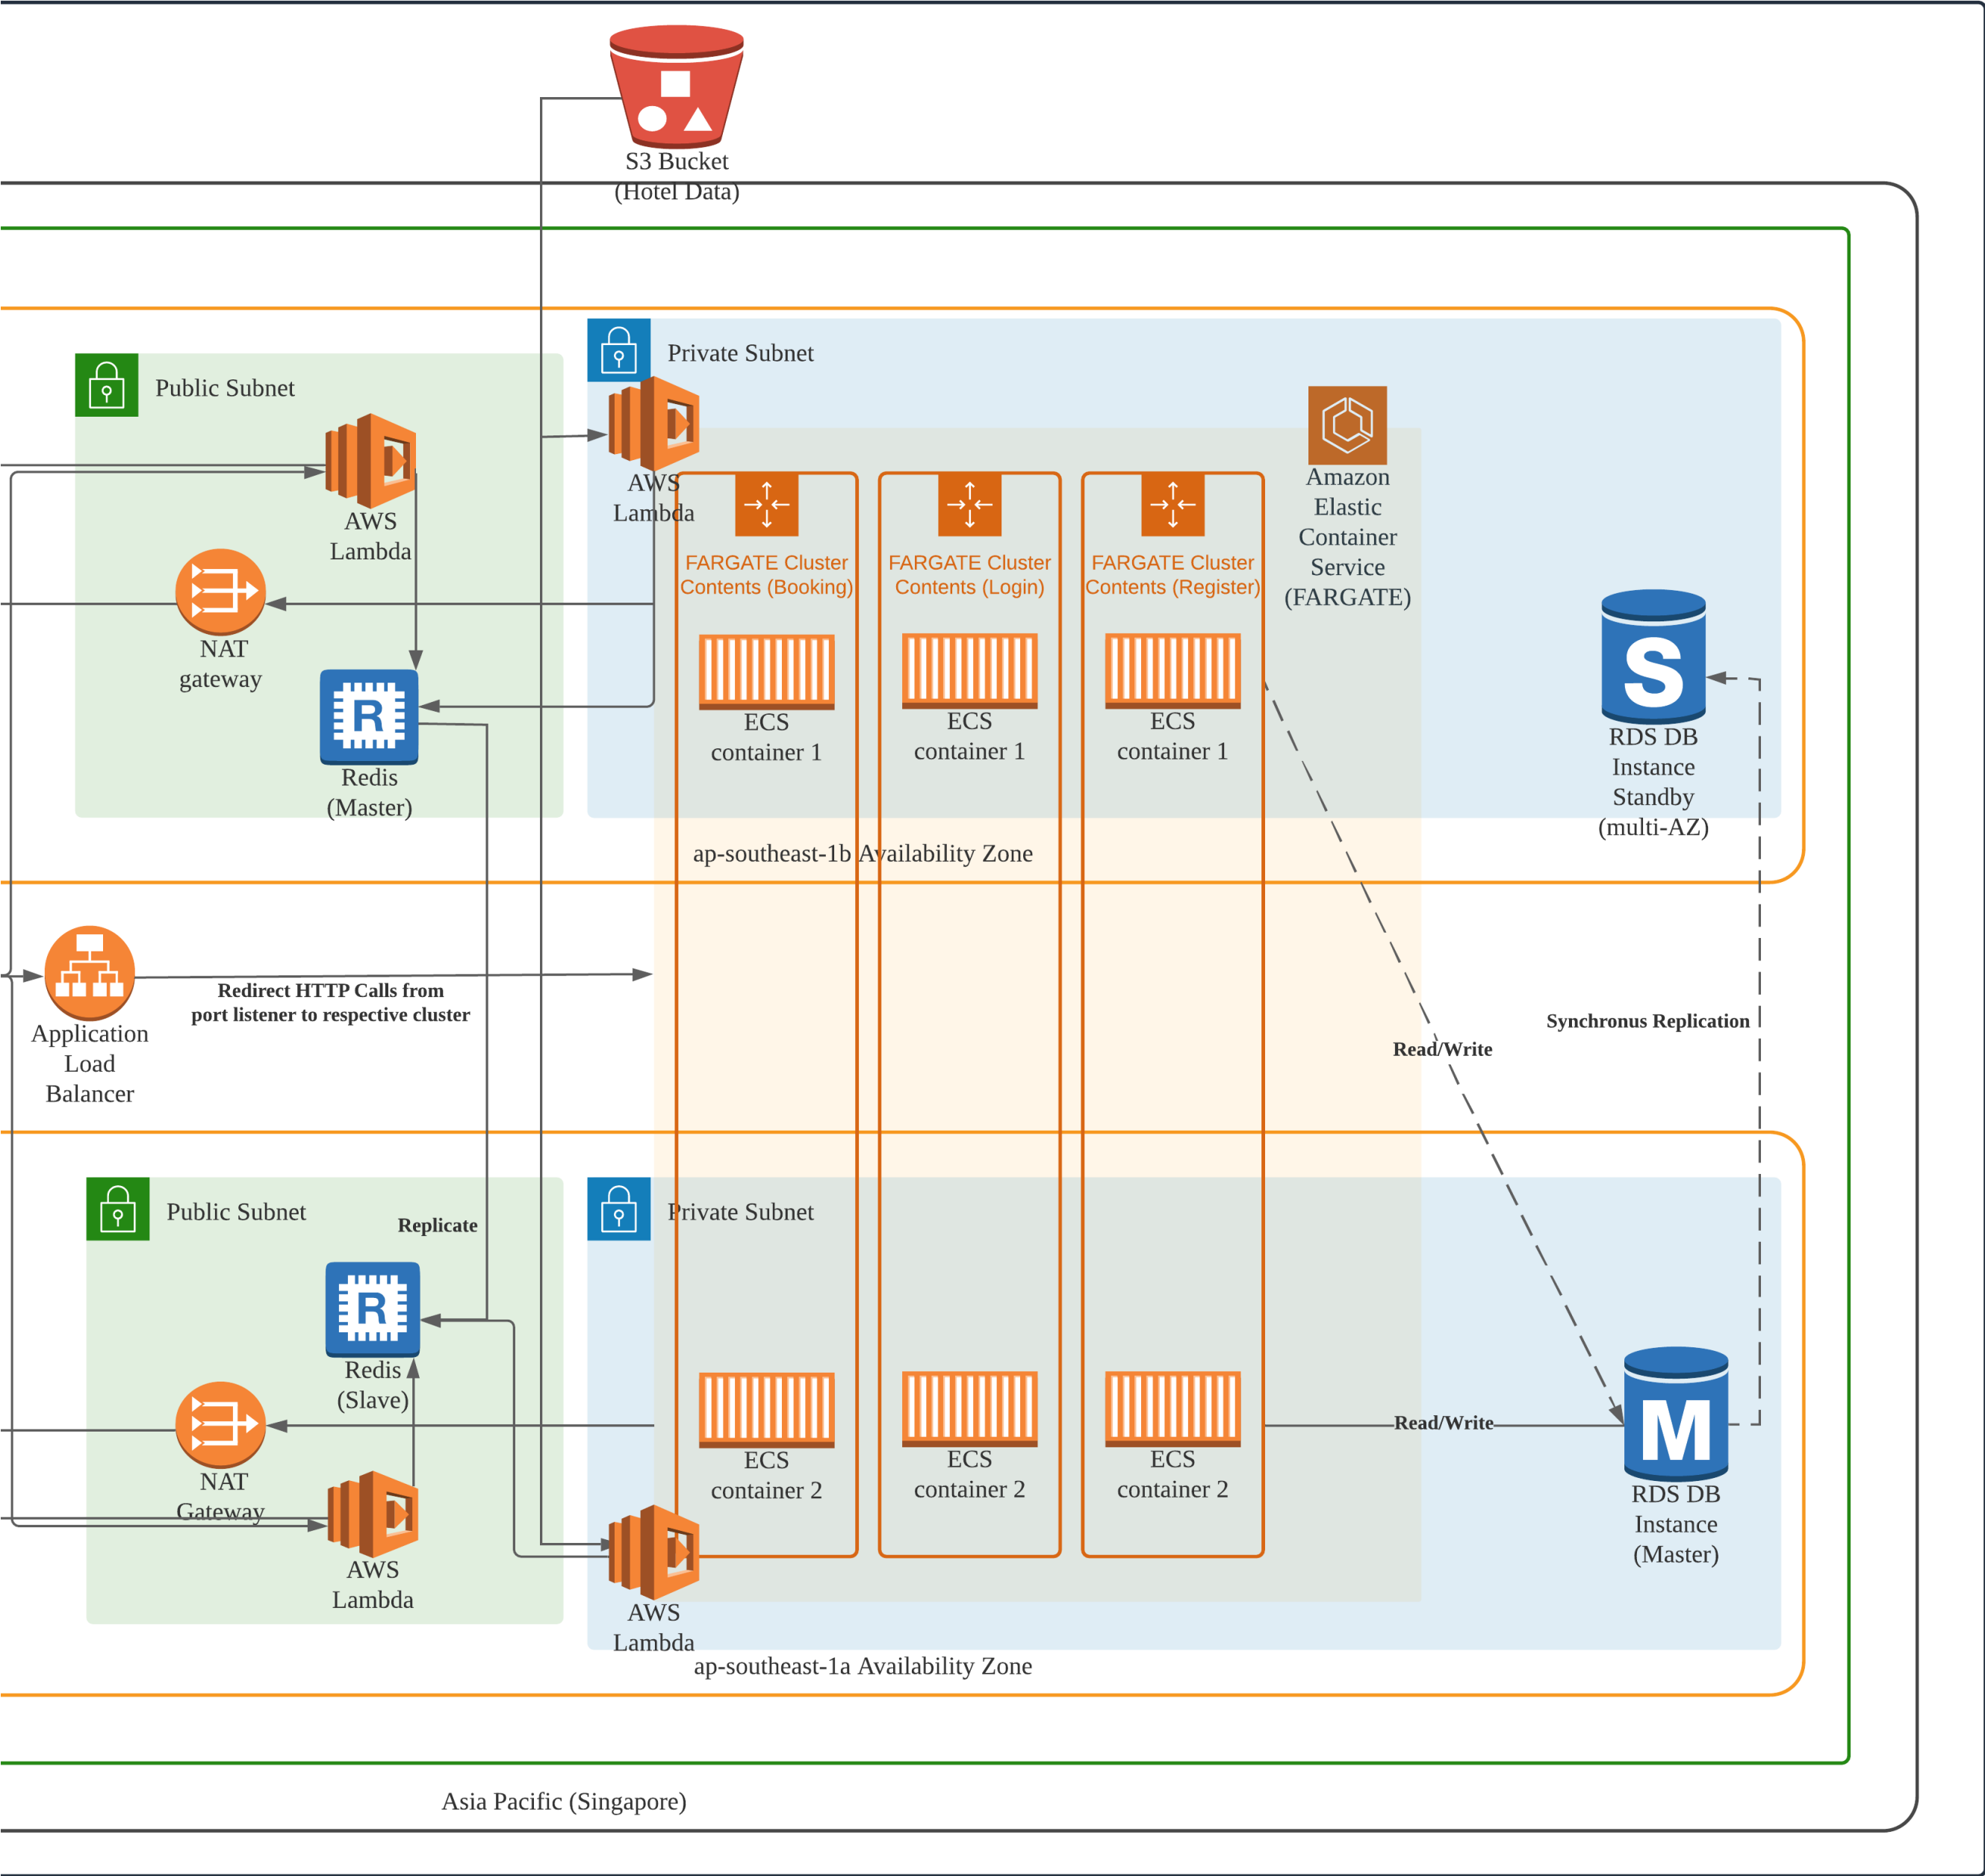 S3 Bucket
(Hotel Data)
Private Subnet
Public Subnet
AWS
Lambda
AWS
Lambda
Amazon
Elastic
Container
Service
(FARGATE)
FARGATE Cluster
Contents (Booking)
FARGATE Cluster
Contents (Login)
FARGATE Cluster
Contents (Register)
NAT
gateway
R
Redis
(Master)
ECS
container 1
ECS
container 1
ECS
container 1
S
RDS DB
Instance
Standby
(multi-AZ)
ap-southeast-1b Availability Zone
Application
Load
Balancer
Redirect HTTP Calls from
port listener to respective cluster
Synchronus Replication
Read/Write
Public Subnet
Replicate
Private Subnet
R
Redis
(Slave)
NAT
Gateway
AWS
Lambda
ECS
container 2
ECS
container 2
ECS
container 2
Read/Write
M
RDS DB
Instance
(Master)
AWS
Lambda
ap-southeast-1a Availability Zone
Asia Pacific (Singapore)